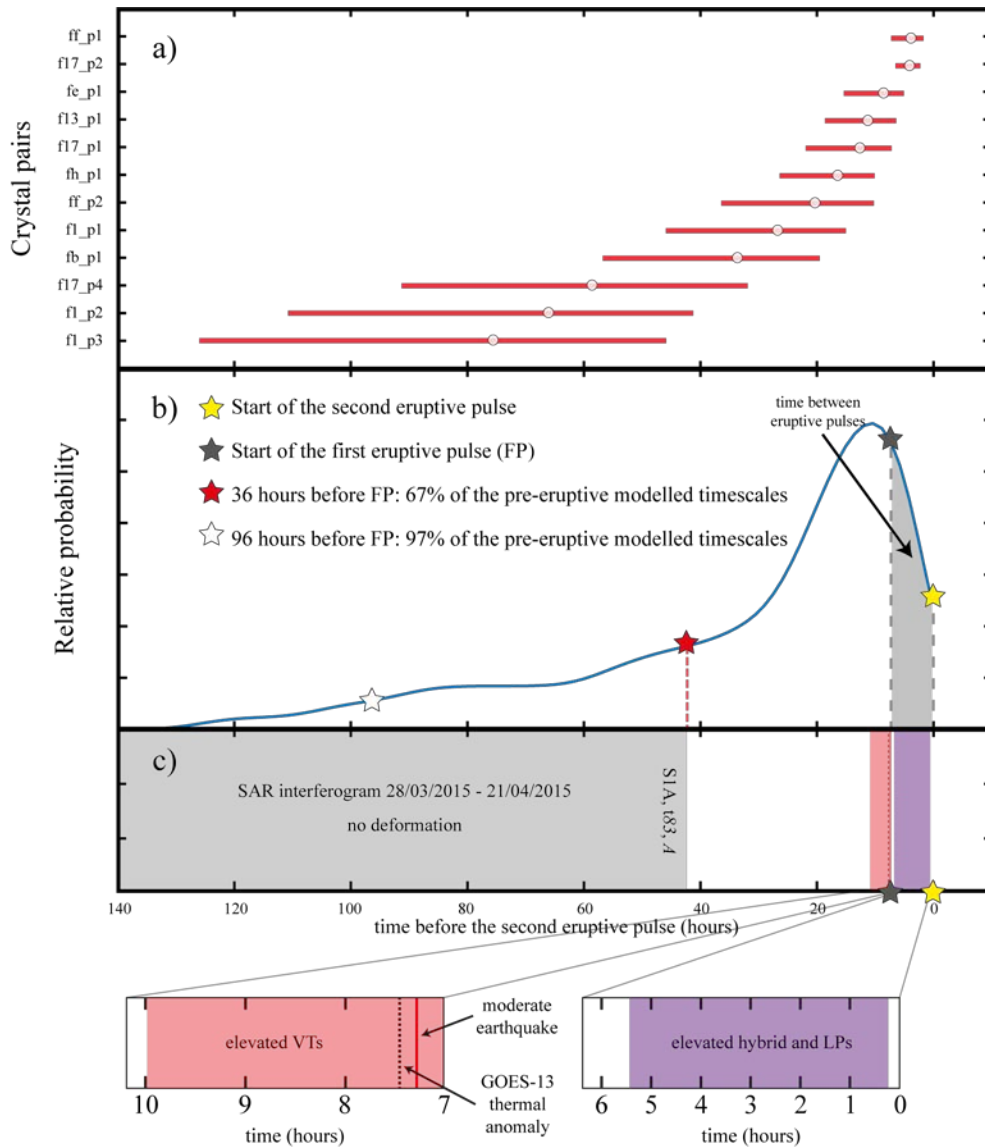 a)
ff_p1
f17_p2
fe_p1
f13_p1
f17_p1
fh_p1
ff_p2
f1_p1
fb_p1
f17_p4
f1_p2
f1_p3
Crystal pairs
b)
Start of the second eruptive pulse
Start of the first eruptive pulse (FP)
36 hours before FP: 67% of the pre-eruptive modelled timescales
96 hours before FP: 97% of the pre-eruptive modelled timescales
time between
eruptive pulses
Relative probability
c)
SAR interferogram 28/03/2015 - 21/04/2015
no deformation
S1A, t83, A
140 120 100 80 60 40 20 0
time before the second eruptive pulse (hours)
elevated VTs
10 9 8 7
time (hours)
moderate
earthquake
GOES-13
thermal
anomaly
elevated hybrid and LPs
6 5 4 3 2 1 0
time (hours)